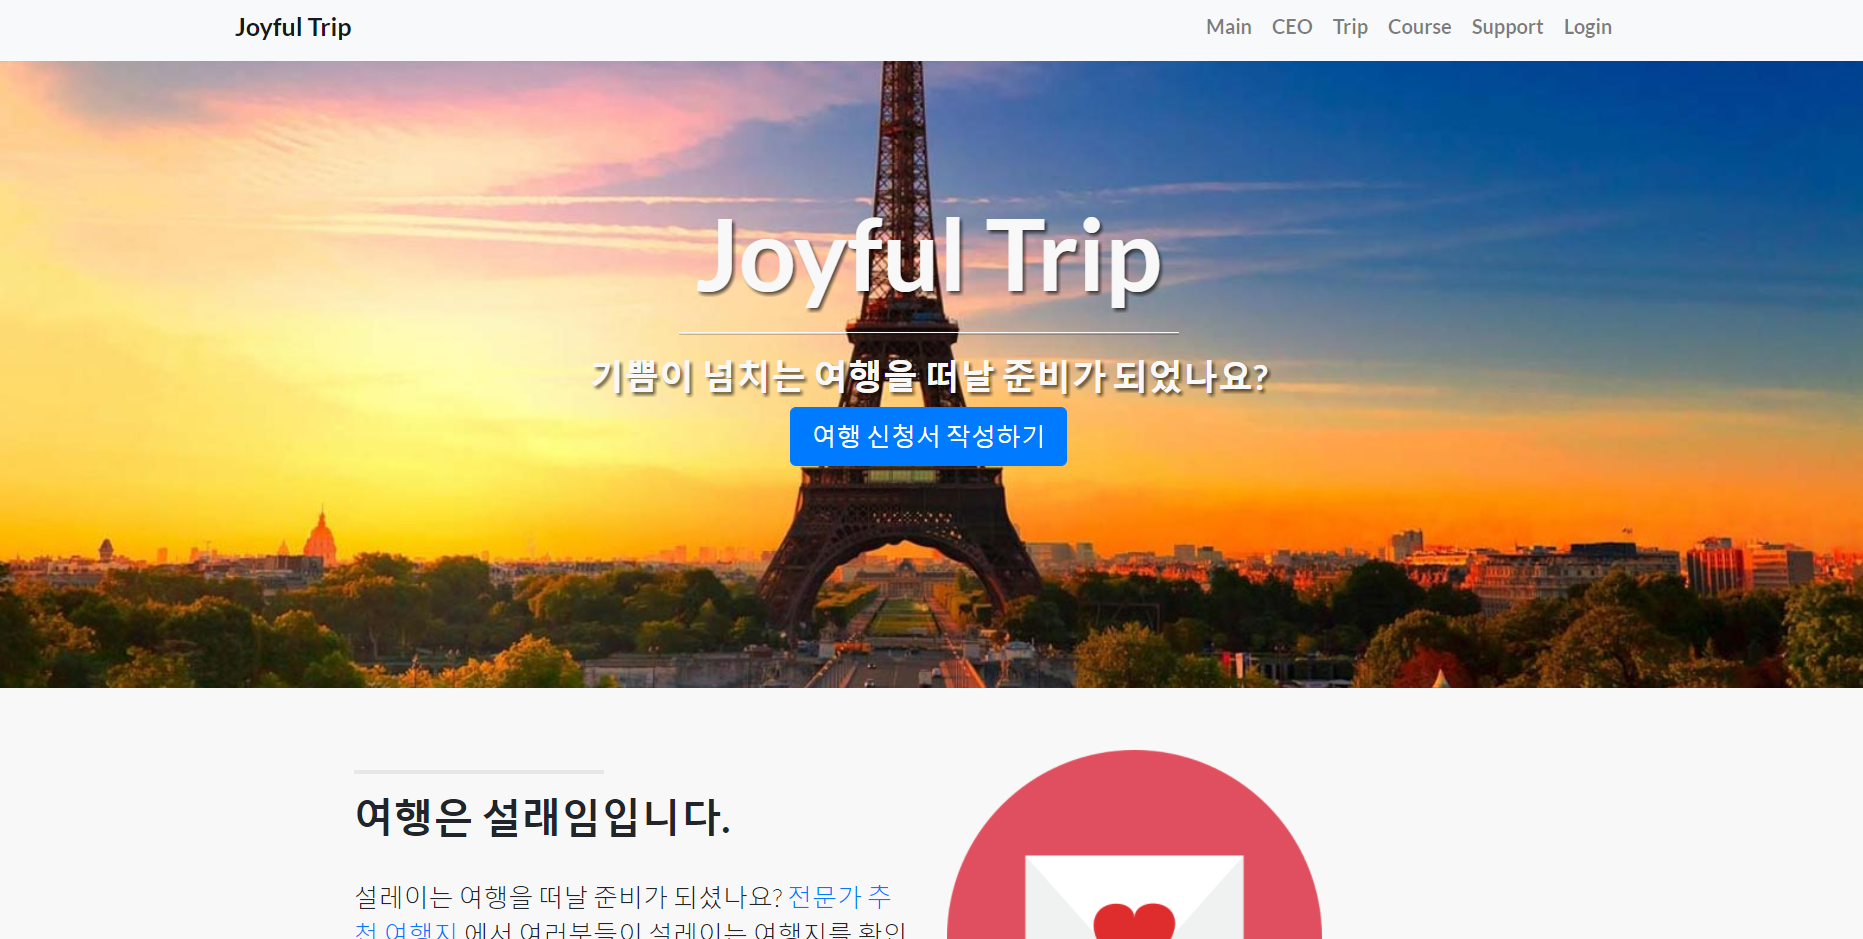 Joyful Trip
Main CEO Trip Course Support Login
Joyful Trip
기쁨이 넘치는 여행을 떠날 준비가 되었나요?
여행 신청서 작성하기
여행은 설래임입니다.
설레이는 여행을 떠날 준비가 되셨나요? 전문가 추
천 여행지 에서 여러분들이 설레이는 여행지를 확인